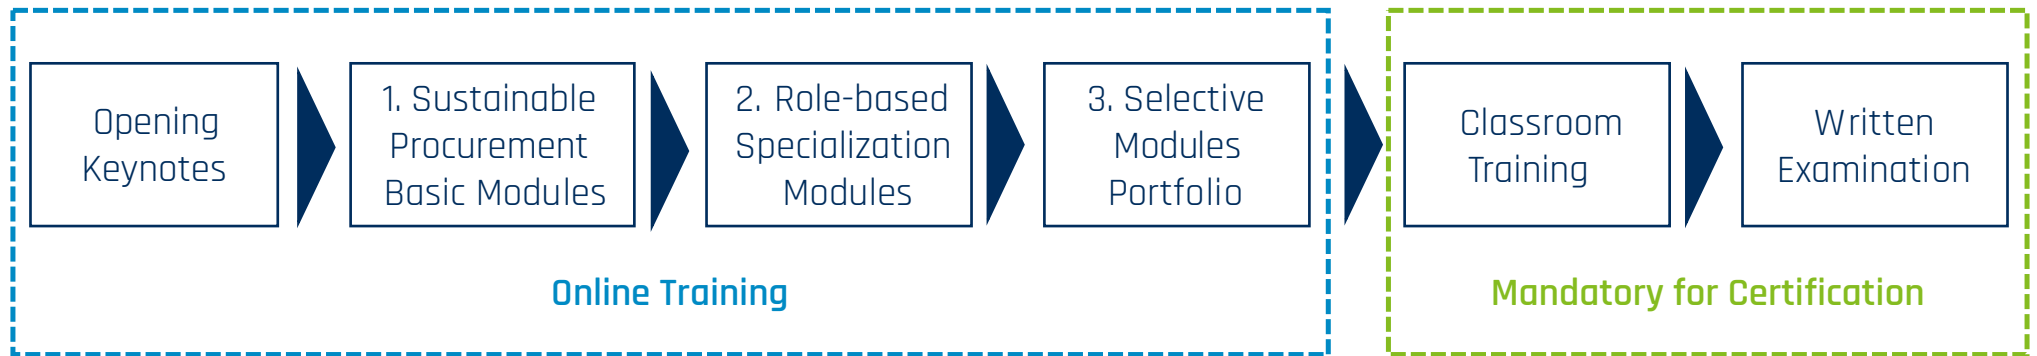 Opening
Keynotes
1. Sustainable
Procurement
Basic Modules
2. Role-based
Specialization
Modules
3. Selective
Modules
Portfolio
Classroom
Training
Written
Examination
Online Training
Mandatory for Certification